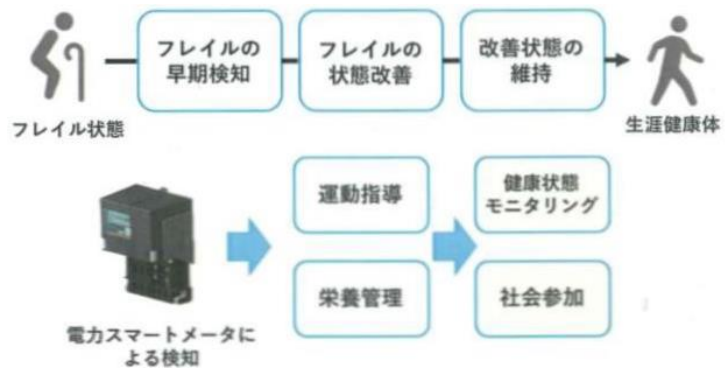 フレイルの
早期検知
フレイルの
状態改善
改善状態の
維持
フレイル状態
生涯健康体
運動指導
健康状態
モニタリング
栄養管理
社会参加
電力スマートメータに
よる検知